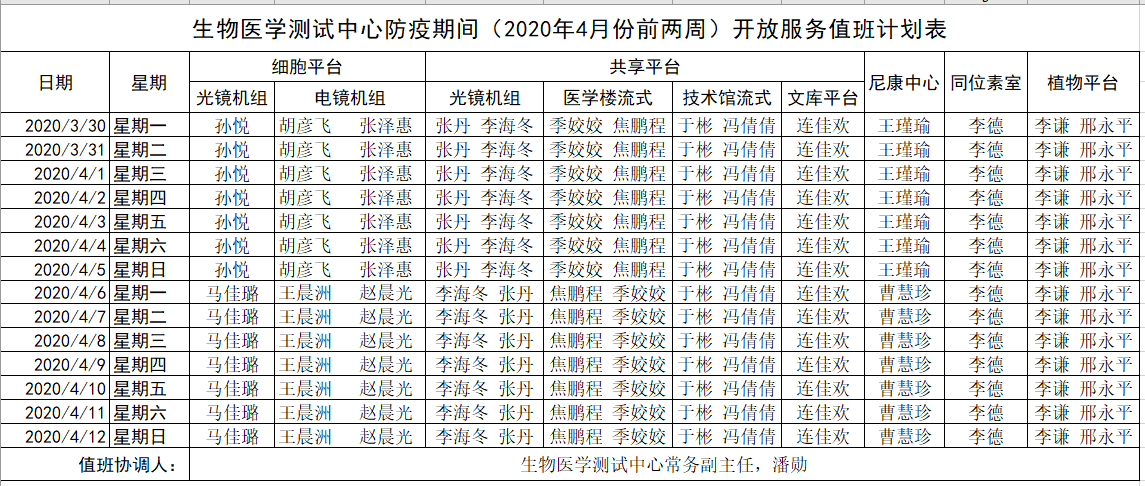 生物医学测试中心防疫期间（2020年4月份前两周）开放服务值班计划表
日期 星期 细胞平台 共享平台 尼康中心 同位素室 植物平台
光镜机组 电镜机组 光镜机组 医学楼流式 技术馆流式 文库平台
2020/3/30 星期一 孙悦 胡彦飞 张泽惠 张丹 李海冬 季姣姣 焦鹏程 于彬 冯倩倩 连佳欢 王瑾瑜 李德 李谦 邢永平
2020/3/31 星期二 孙悦 胡彦飞 张泽惠 张丹 李海冬 季姣姣 焦鹏程 于彬 冯倩倩 连佳欢 王瑾瑜 李德 李谦 邢永平
2020/4/1 星期三 孙悦 胡彦飞 张泽惠 张丹 李海冬 季姣姣 焦鹏程 于彬 冯倩倩 连佳欢 王瑾瑜 李德 李谦 邢永平
2020/4/2 星期四 孙悦 胡彦飞 张泽惠 张丹 李海冬 季姣姣 焦鹏程 于彬 冯倩倩 连佳欢 王瑾瑜 李德 李谦 邢永平
2020/4/3 星期五 孙悦 胡彦飞 张泽惠 张丹 李海冬 季姣姣 焦鹏程 于彬 冯倩倩 连佳欢 王瑾瑜 李德 李谦 邢永平
2020/4/4 星期六 孙悦 胡彦飞 张泽惠 张丹 李海冬 季姣姣 焦鹏程 于彬 冯倩倩 连佳欢 王瑾瑜 李德 李谦 邢永平
2020/4/5 星期日 孙悦 胡彦飞 张泽惠 张丹 李海冬 季姣姣 焦鹏程 于彬 冯倩倩 连佳欢 王瑾瑜 李德 李谦 邢永平
2020/4/6 星期一 马佳璐 王晨洲 赵晨光 李海冬 张丹 焦鹏程 季姣姣 于彬 冯倩倩 连佳欢 曹慧珍 李德 李谦 邢永平
2020/4/7 星期二 马佳璐 王晨洲 赵晨光 李海冬 张丹 焦鹏程 季姣姣 于彬 冯倩倩 连佳欢 曹慧珍 李德 李谦 邢永平
2020/4/8 星期三 马佳璐 王晨洲 赵晨光 李海冬 张丹 焦鹏程 季姣姣 于彬 冯倩倩 连佳欢 曹慧珍 李德 李谦 邢永平
2020/4/9 星期四 马佳璐 王晨洲 赵晨光 李海冬 张丹 焦鹏程 季姣姣 于彬 冯倩倩 连佳欢 曹慧珍 李德 李谦 邢永平
2020/4/10 星期五 马佳璐 王晨洲 赵晨光 李海冬 张丹 焦鹏程 季姣姣 于彬 冯倩倩 连佳欢 曹慧珍 李德 李谦 邢永平
2020/4/11 星期六 马佳璐 王晨洲 赵晨光 李海冬 张丹 焦鹏程 季姣姣 于彬 冯倩倩 连佳欢 曹慧珍 李德 李谦 邢永平
2020/4/12 星期日 马佳璐 王晨洲 赵晨光 李海冬 张丹 焦鹏程 季姣姣 于彬 冯倩倩 连佳欢 曹慧珍 李德 李谦 邢永平
值班协调人： 生物医学测试中心常务副主任，潘勋